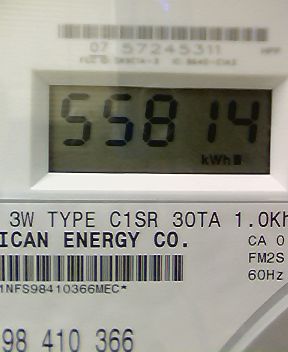 07 57245311
55814
kWh
3W TYPE C1SR 30TA 1.0Kh
ICAN ENERGY CO.
CA 0
FM2S
60Hz
1NFS98410366MEC*
98 410 366